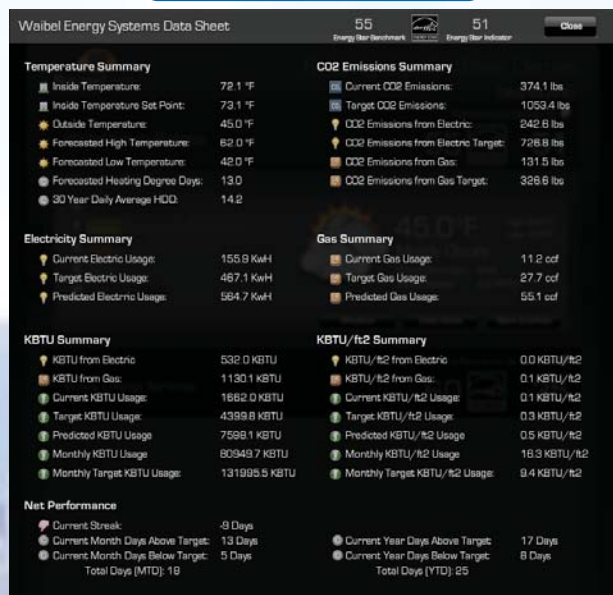 Waibel Energy Systems Data Sheet
55
Energy Star Benchmark
51
Energy Star Indicator
Close
Temperature Summary
Inside Temperature: 72.1 °F
Inside Temperature Set Point: 73.1 °F
Outside Temperature: 45.0 °F
Forecasted High Temperature: 62.0 °F
Forecasted Low Temperature: 42.0 °F
Forecasted Heating Degree Days: 13.0
30 Year Daily Average HDD: 14.2
CO2 Emissions Summary
Current CO2 Emissions: 374.1 lbs
Target CO2 Emissions: 1053.4 lbs
CO2 Emissions from Electric: 242.6 lbs
CO2 Emissions from Electric Target: 726.8 lbs
CO2 Emissions from Gas: 131.5 lbs
CO2 Emissions from Gas Target: 326.6 lbs
45.0°F
Electricity Summary
Current Electric Usage: 155.9 KwH
Target Electric Usage: 467.1 KwH
Predicted Electrric Usage: 564.7 KwH
Gas Summary
Current Gas Usage: 11.2 ccf
Target Gas Usage: 27.7 ccf
Predicted Gas Usage: 55.1 ccf
KBTU Summary
KBTU from Electric 532.0 KBTU
KBTU from Gas: 1130.1 KBTU
Current KBTU Usage: 1662.0 KBTU
Target KBTU Usage: 4399.8 KBTU
Predicted KBTU Usage 7598.1 KBTU
Monthly KBTU Usage 80949.7 KBTU
Monthly Target KBTU Usage: 131995.5 KBTU
KBTU/ft2 Summary
KBTU/ft2 from Electric 0.0 KBTU/ft2
KBTU/ft2 from Gas: 0.1 KBTU/ft2
Current KBTU/ft2 Usage: 0.1 KBTU/ft2
Target KBTU/ft2 Usage: 0.3 KBTU/ft2
Predicted KBTU/ft2 Usage 0.5 KBTU/ft2
Monthly KBTU/ft2 Usage 16.3 KBTU/ft2
Monthly Target KBTU/ft2 Usage: 9.4 KBTU/ft2
Net Performance
Current Streak: -9 Days
Current Month Days Above Target: 13 Days
Current Month Days Below Target: 5 Days
Total Days (MTD): 18
Current Year Days Above Target: 17 Days
Current Year Days Below Target: 8 Days
Total Days (YTD): 25